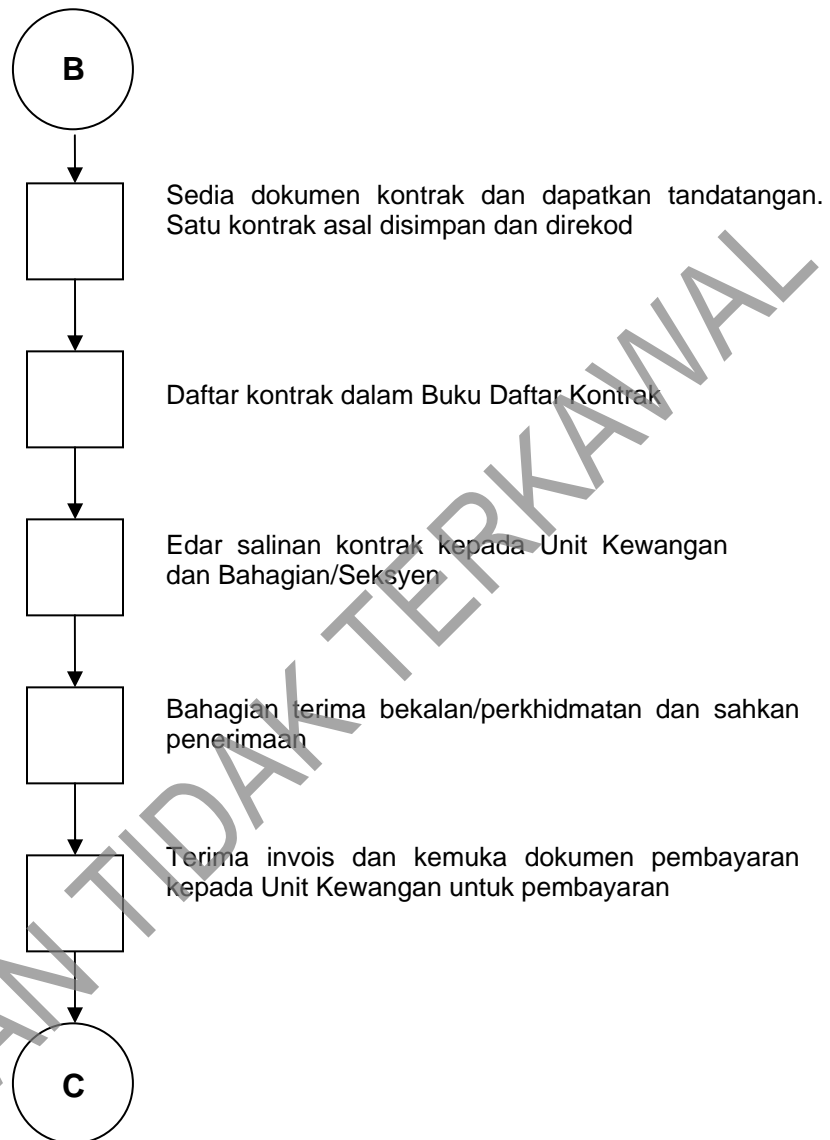 B
Sedia dokumen kontrak dan dapatkan tandatangan.
Satu kontrak asal disimpan dan direkod
Daftar kontrak dalam Buku Daftar Kontrak
Edar salinan kontrak kepada Unit Kewangan
dan Bahagian/Seksyen
Bahagian terima bekalan/perkhidmatan dan sahkan
penerimaan
Terima invois dan kemuka dokumen pembayaran
kepada Unit Kewangan untuk pembayaran
C
AN TIDAK TERKAWAL